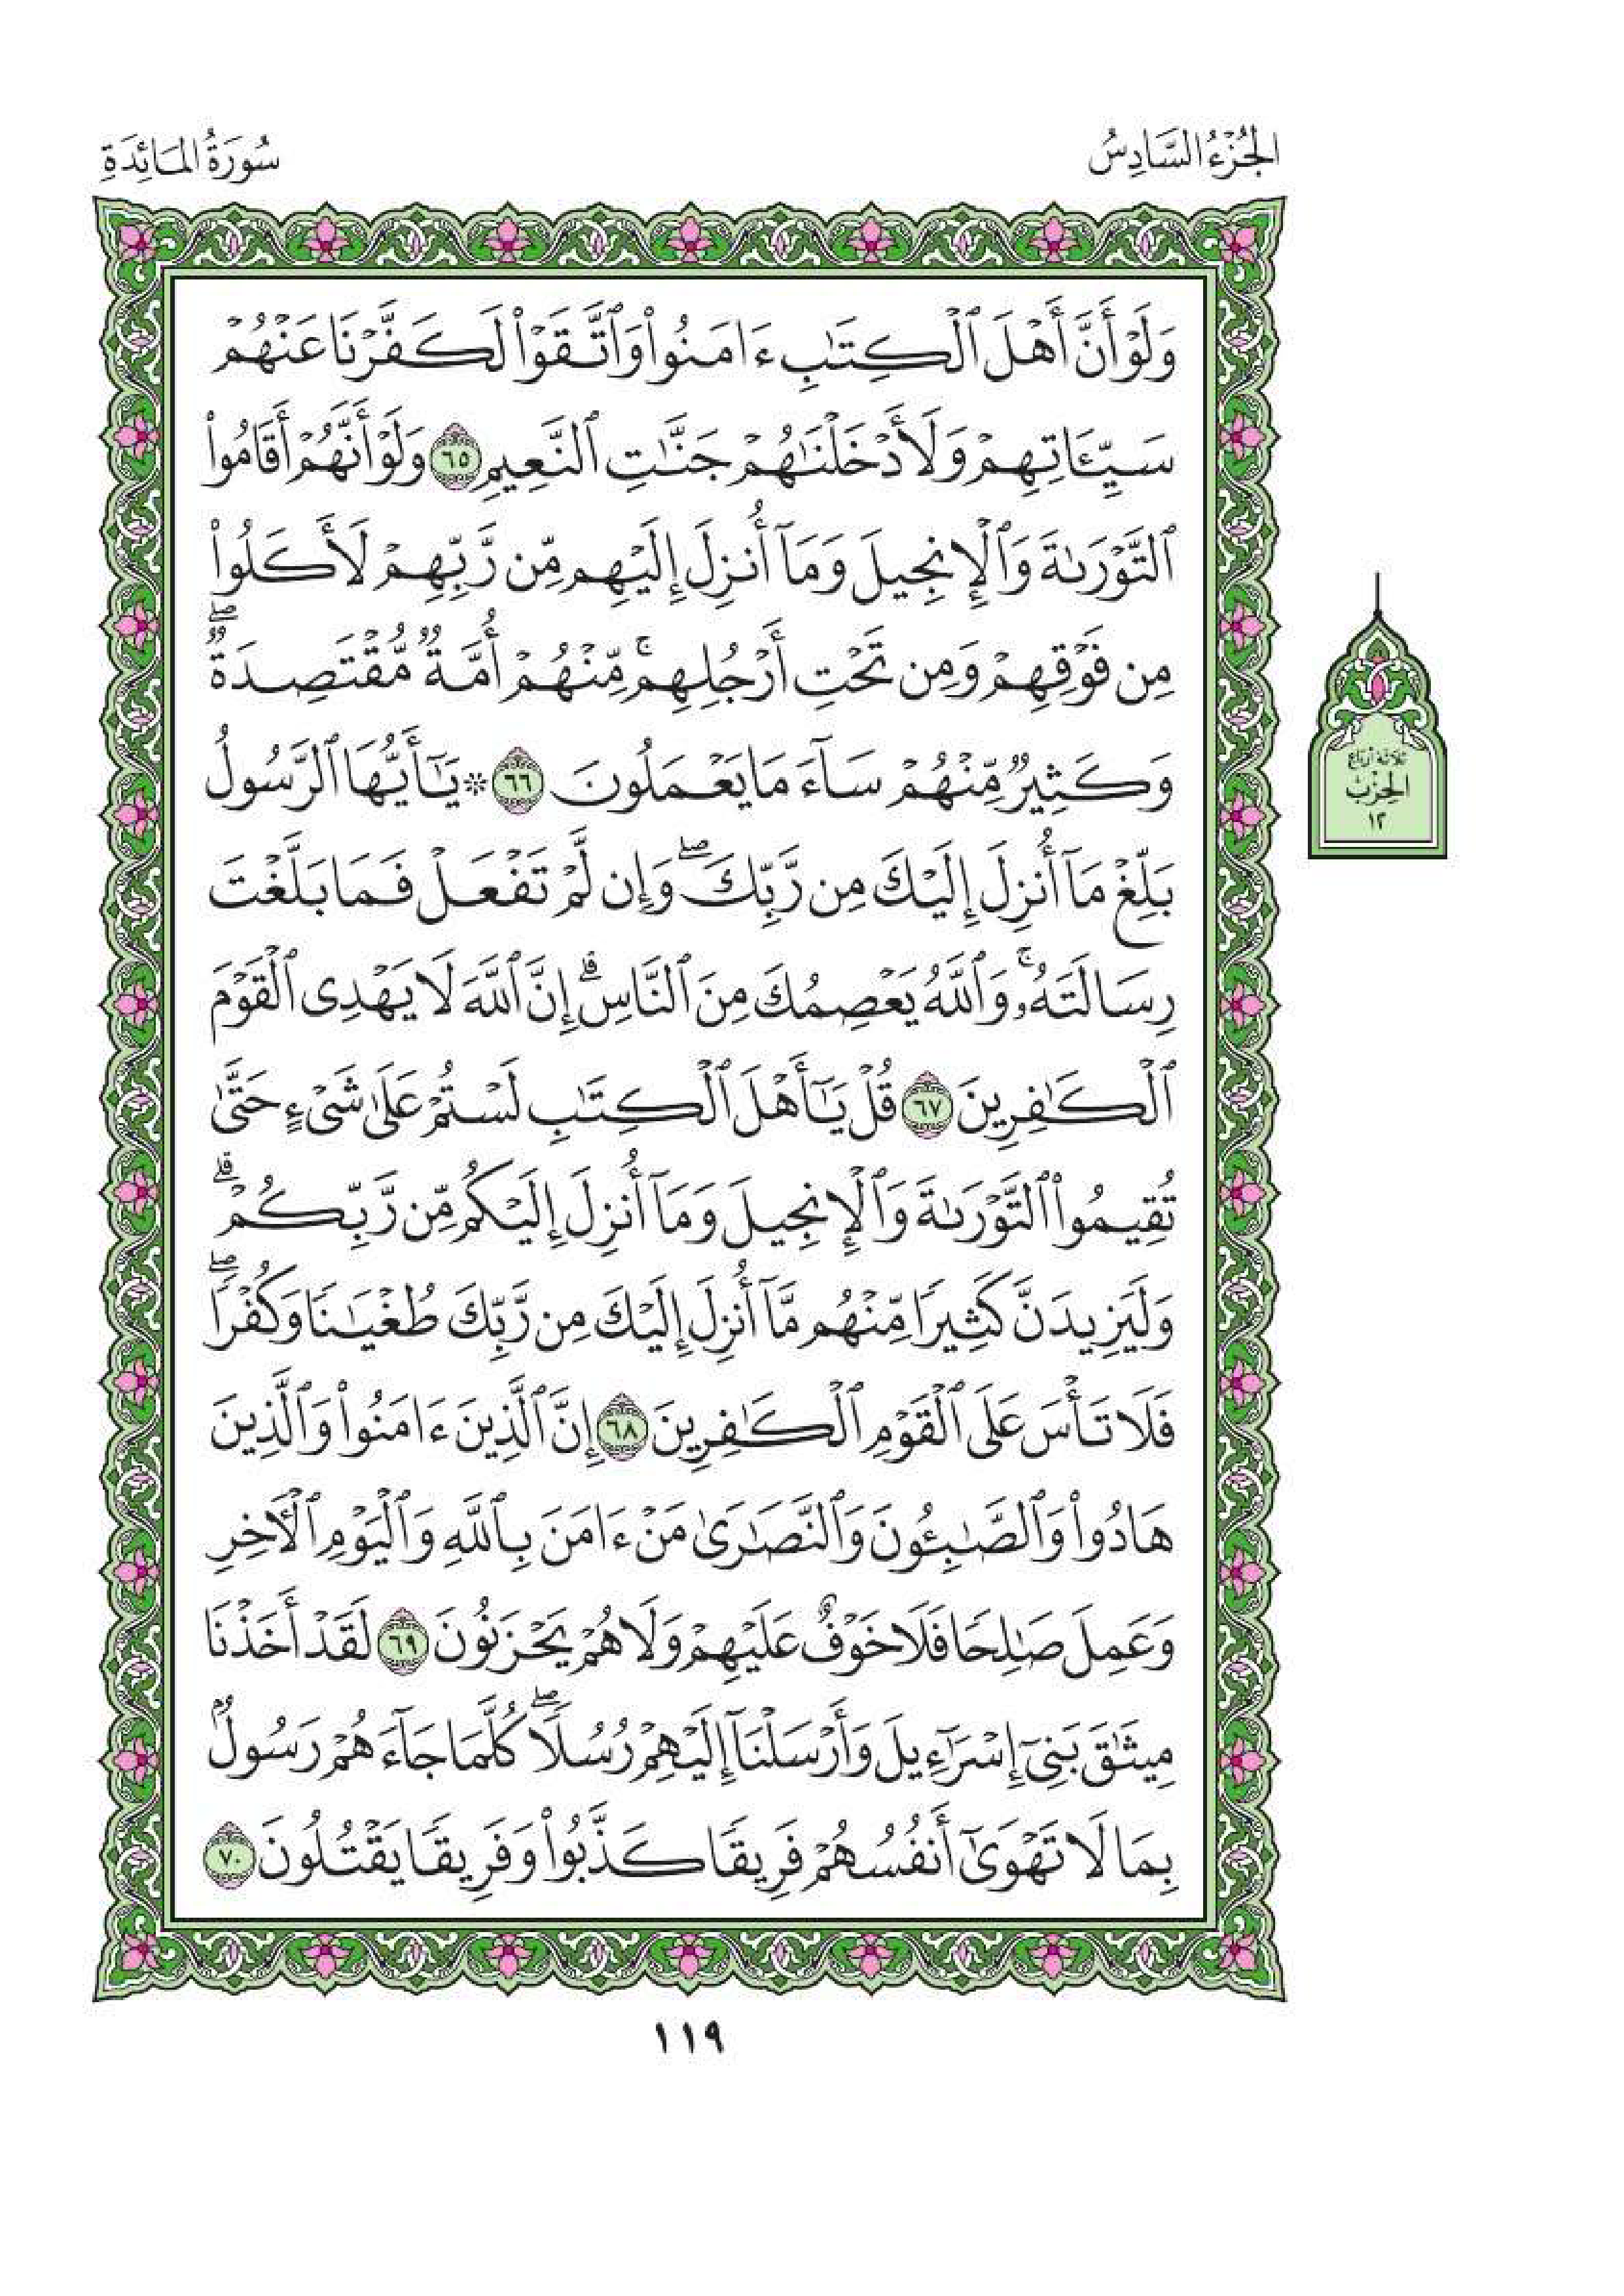 الجُزْءُ السَّادِسُ
سُورَةُ المَائِدَةِ
وَلَوْ أَنَّ أَهْلَ ٱلْكِتَٰبِ ءَامَنُوا۟ وَٱتَّقَوْا۟ لَكَفَّرْنَا عَنْهُمْ
سَيِّـَٔاتِهِمْ وَلَأَدْخَلْنَٰهُمْ جَنَّٰتِ ٱلنَّعِيمِ ٦٥ وَلَوْ أَنَّهُمْ أَقَامُوا۟
ٱلتَّوْرَىٰةَ وَٱلْإِنجِيلَ وَمَآ أُنزِلَ إِلَيْهِم مِّن رَّبِّهِمْ لَأَكَلُوا۟
مِن فَوْقِهِمْ وَمِن تَحْتِ أَرْجُلِهِم ۚ مِّنْهُمْ أُمَّةٌ مُّقْتَصِدَةٌ ۖ
وَكَثِيرٌ مِّنْهُمْ سَآءَ مَا يَعْمَلُونَ ٦٦ ۞ يَٰٓأَيُّهَا ٱلرَّسُولُ
بَلِّغْ مَآ أُنزِلَ إِلَيْكَ مِن رَّبِّكَ ۖ وَإِن لَّمْ تَفْعَلْ فَمَا بَلَّغْتَ
رِسَالَتَهُۥ ۚ وَٱللَّهُ يَعْصِمُكَ مِنَ ٱلنَّاسِ ۗ إِنَّ ٱللَّهَ لَا يَهْدِى ٱلْقَوْمَ
ٱلْكَٰفِرِينَ ٦٧ قُلْ يَٰٓأَهْلَ ٱلْكِتَٰبِ لَسْتُمْ عَلَىٰ شَىْءٍ حَتَّىٰ
تُقِيمُوا۟ ٱلتَّوْرَىٰةَ وَٱلْإِنجِيلَ وَمَآ أُنزِلَ إِلَيْكُم مِّن رَّبِّكُمْ ۗ
وَلَيَزِيدَنَّ كَثِيرًا مِّنْهُم مَّآ أُنزِلَ إِلَيْكَ مِن رَّبِّكَ طُغْيَٰنًا وَكُفْرًا ۖ
فَلَا تَأْسَ عَلَى ٱلْقَوْمِ ٱلْكَٰفِرِينَ ٦٨ إِنَّ ٱلَّذِينَ ءَامَنُوا۟ وَٱلَّذِينَ
هَادُوا۟ وَٱلصَّٰبِـُٔونَ وَٱلنَّصَٰرَىٰ مَنْ ءَامَنَ بِٱللَّهِ وَٱلْيَوْمِ ٱلْـَٔاخِرِ
وَعَمِلَ صَٰلِحًا فَلَا خَوْفٌ عَلَيْهِمْ وَلَا هُمْ يَحْزَنُونَ ٦٩ لَقَدْ أَخَذْنَا
مِيثَٰقَ بَنِىٓ إِسْرَٰٓءِيلَ وَأَرْسَلْنَآ إِلَيْهِمْ رُسُلًا ۖ كُلَّمَا جَآءَهُمْ رَسُولٌۢ
بِمَا لَا تَهْوَىٰٓ أَنفُسُهُمْ فَرِيقًا كَذَّبُوا۟ وَفَرِيقًا يَقْتُلُونَ ٧٠
ثَلَاثَةُ أَرْبَاع
الحِزْبُ
١٢
١١٩